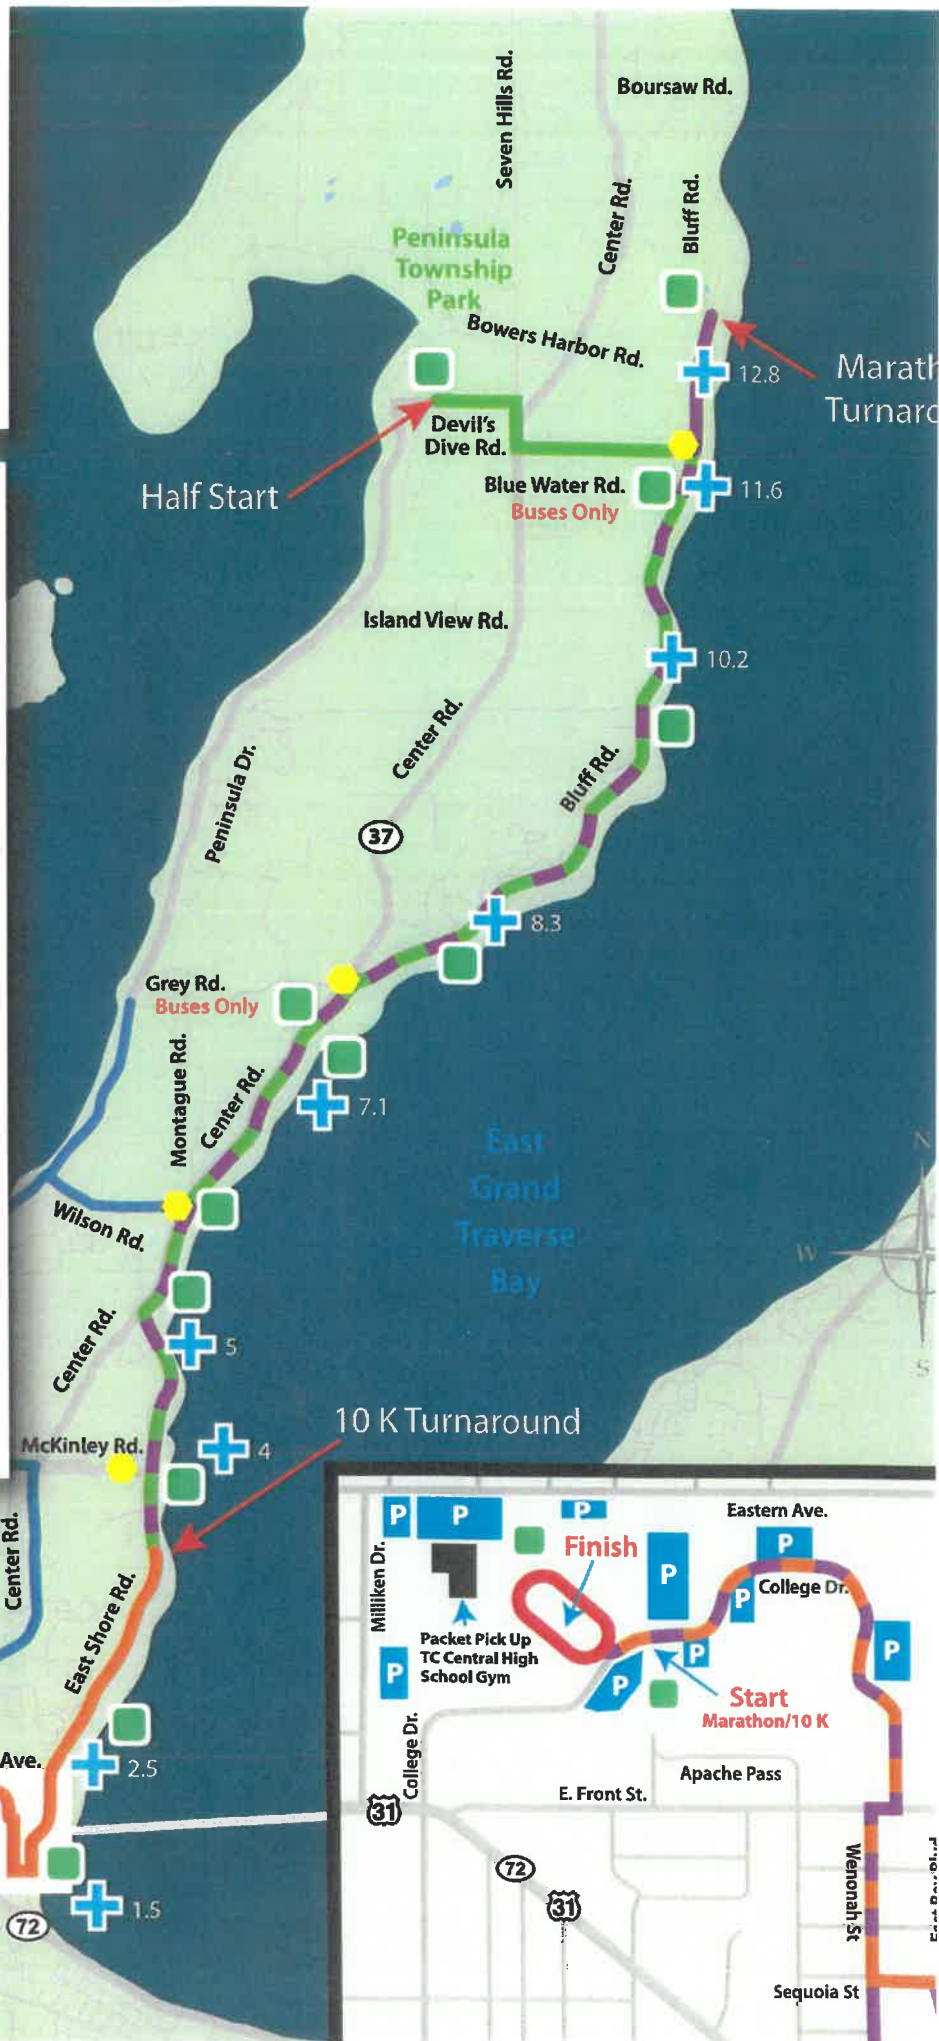 Seven Hills Rd.
Boursaw Rd.
Center Rd.
Bluff Rd.
Peninsula
Township
Park
Bowers Harbor Rd.
12.8
Marath
Turnaro
Devil's
Dive Rd.
Half Start
Blue Water Rd.
Buses Only
11.6
Island View Rd.
10.2
Center Rd.
Peninsula Dr.
Bluff Rd.
37
8.3
Grey Rd.
Buses Only
Montague Rd.
Center Rd.
7.1
East
Grand
Traverse
Bay
N
W
S
Wilson Rd.
Center Rd.
5
10 K Turnaround
McKinley Rd.
4
Center Rd.
East Shore Rd.
Ave.
2.5
1.5
72
Eastern Ave.
P
P
P
P
P
P
P
P
P
P
Milliken Dr.
Finish
College Dr.
Packet Pick Up
TC Central High
School Gym
Start
Marathon/10 K
College Dr.
Apache Pass
E. Front St.
31
72
31
Wenonah St
East Bay Blvd
Sequoia St